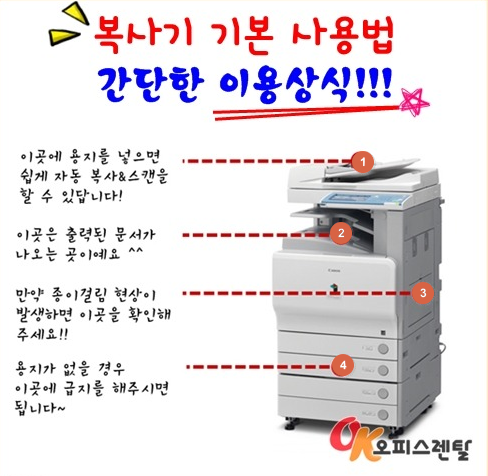 복사기 기본 사용법
간단한 이용상식!!!
이곳에 용지를 넣으면
쉽게 자동 복사&스캔을
할 수 있답니다!
1
이곳은 출력된 문서가
나오는 곳이예요 ^^
2
만약 종이걸림 현상이
발생하면 이곳을 확인해
주세요!!
3
Canon
용지가 없을 경우
이곳에 급지를 해주시면
됩니다~
4
OK오피스렌탈